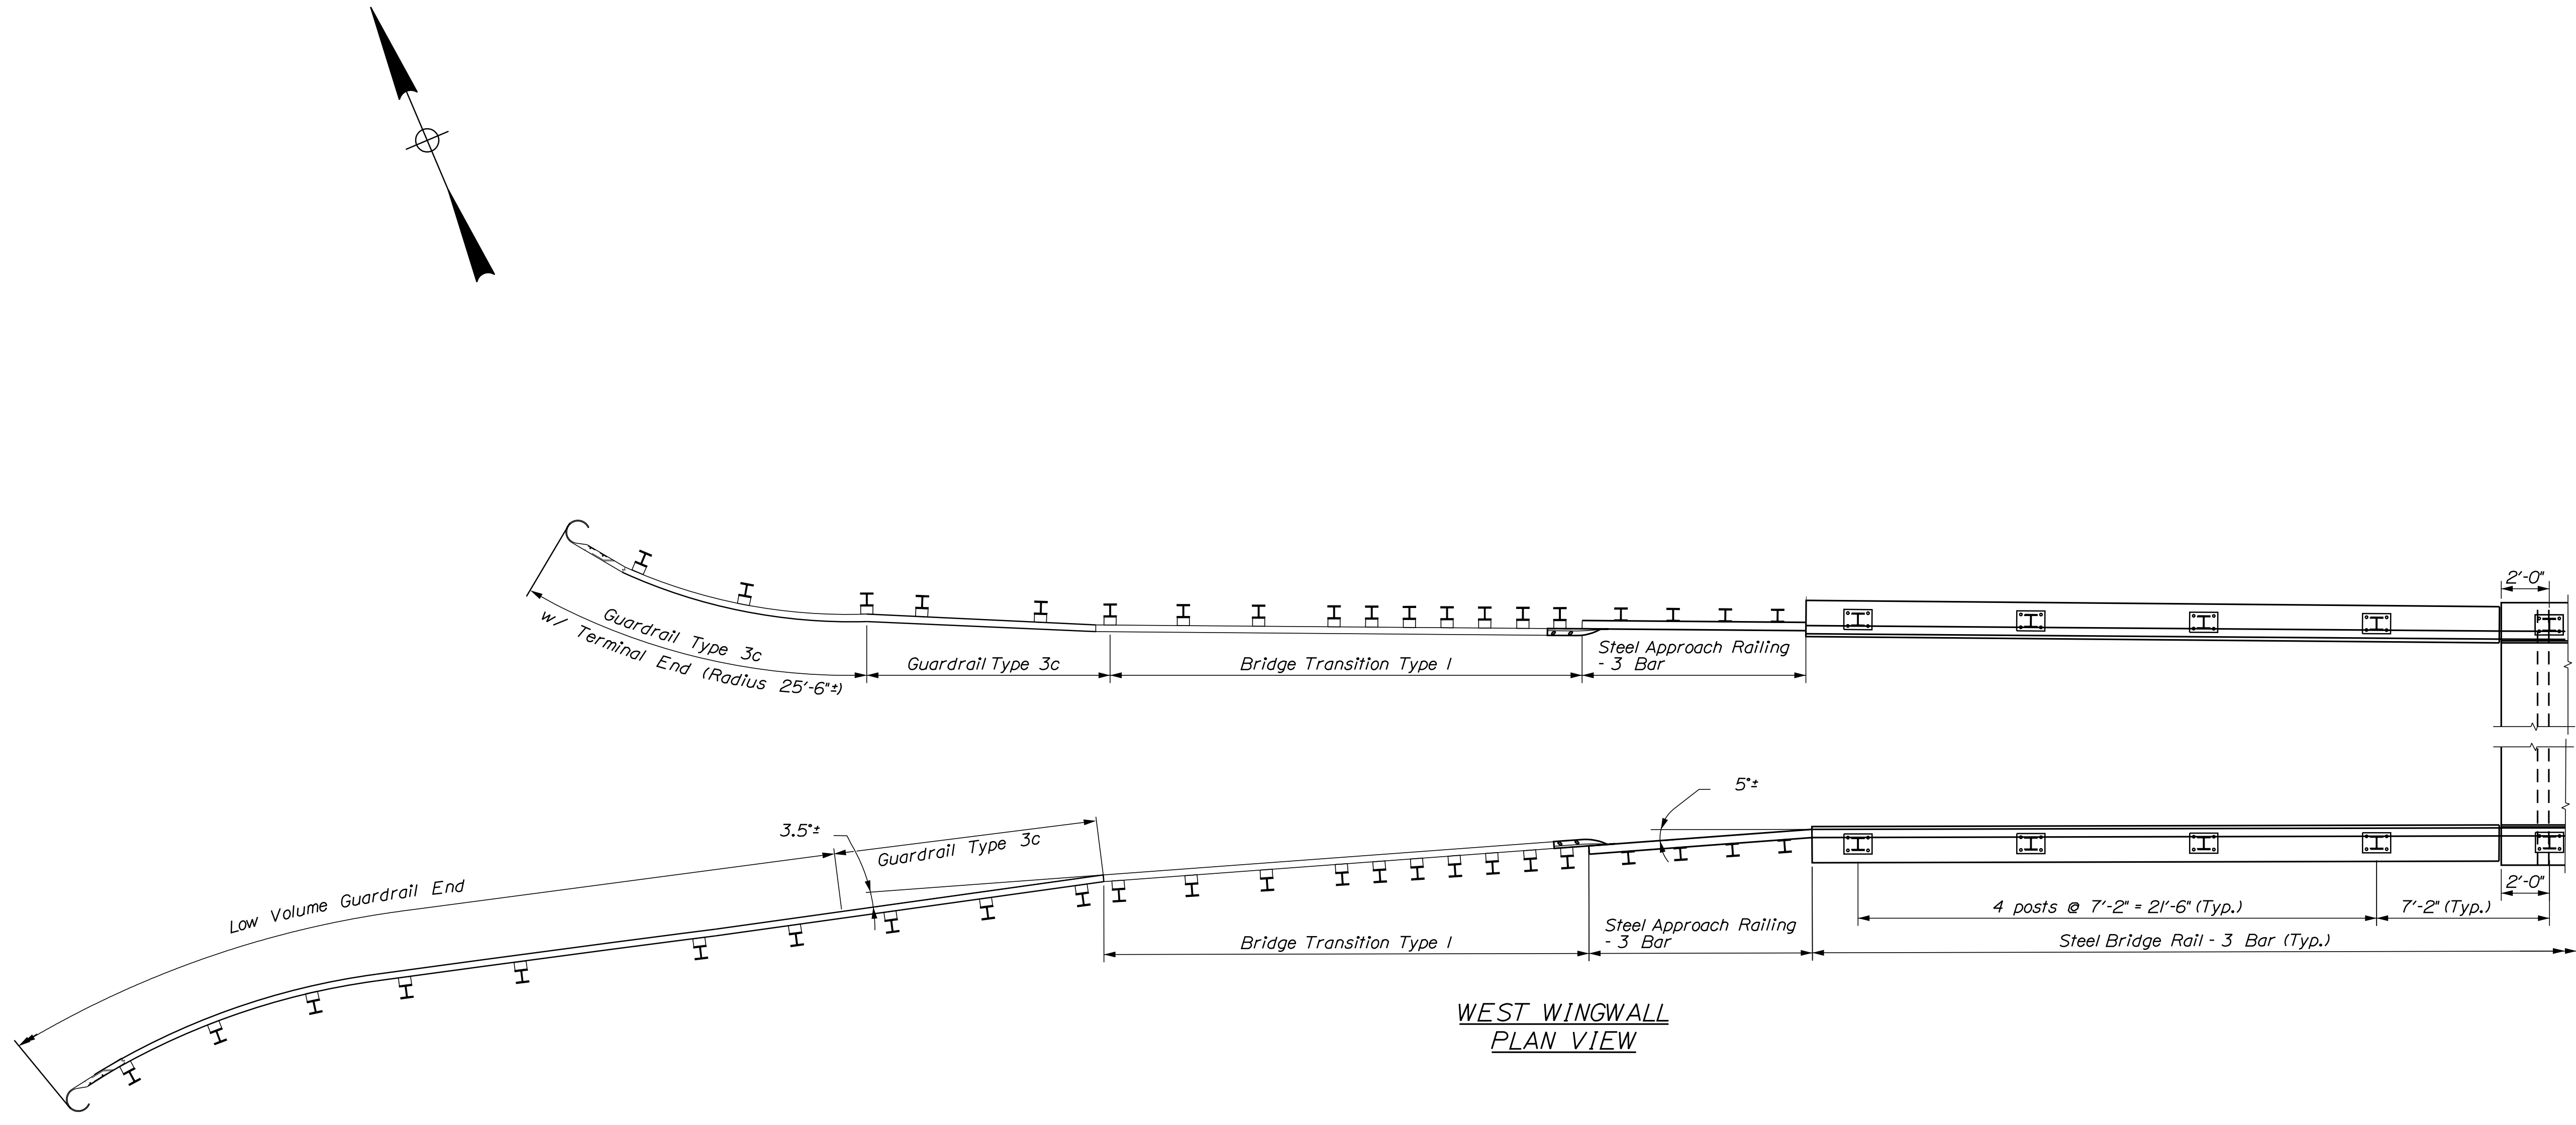 2'-0"
Guardrail Type 3c
w/ Terminal End (Radius 25'-6"±)
Guardrail Type 3c
Bridge Transition Type I
Steel Approach Railing
- 3 Bar
5°±
3.5°±
Guardrail Type 3c
Low Volume Guardrail End
2'-0"
4 posts @ 7'-2" = 21'-6" (Typ.)
7'-2" (Typ.)
Steel Approach Railing
- 3 Bar
Bridge Transition Type I
Steel Bridge Rail - 3 Bar (Typ.)
WEST WINGWALL
PLAN VIEW